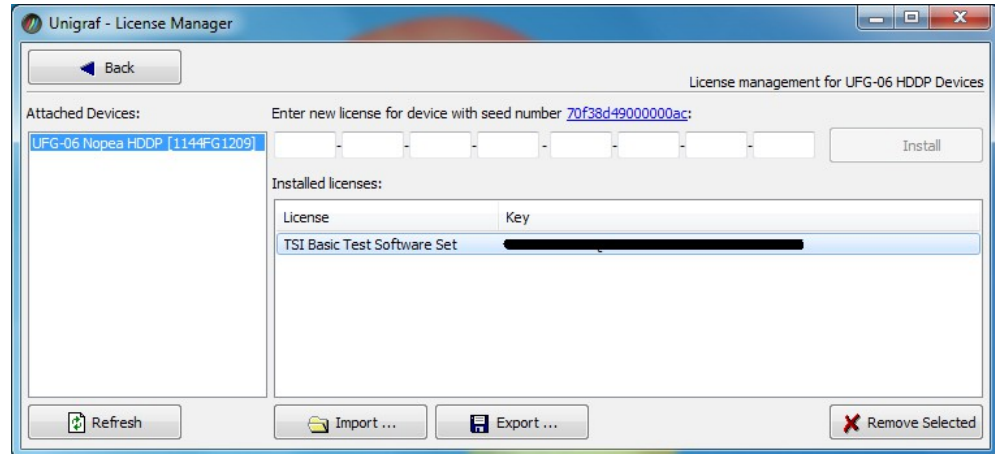 Unigraf - License Manager
Back
License management for UFG-06 HDDP Devices
Attached Devices:
Enter new license for device with seed number 70f38d49000000ac:
UFG-06 Nopea HDDP [1144FG1209]
- - - - - - -
Install
Installed licenses:
License Key
TSI Basic Test Software Set
Refresh
Import ...
Export ...
Remove Selected